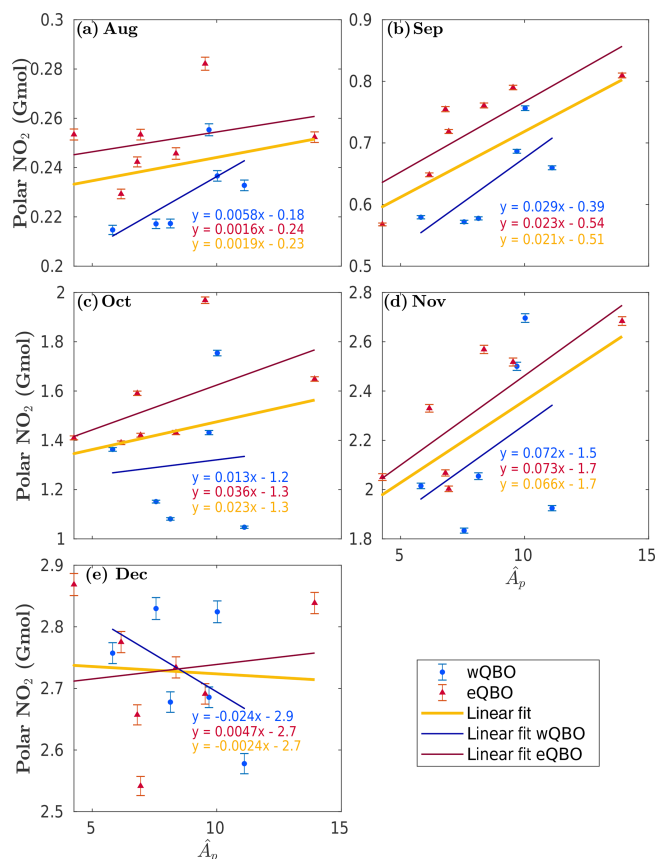 (a) Aug
0.3
0.28
0.26
0.24
0.22
0.2
Polar NO₂ (Gmol)
y = 0.0058x - 0.18
y = 0.0016x - 0.24
y = 0.0019x - 0.23
(b) Sep
0.9
0.8
0.7
0.6
0.5
y = 0.029x - 0.39
y = 0.023x - 0.54
y = 0.021x - 0.51
(c) Oct
2
1.8
1.6
1.4
1.2
1
Polar NO₂ (Gmol)
y = 0.013x - 1.2
y = 0.036x - 1.3
y = 0.023x - 1.3
(d) Nov
2.8
2.6
2.4
2.2
2
1.8
y = 0.072x - 1.5
y = 0.073x - 1.7
y = 0.066x - 1.7
5 10 15
Âₚ
(e) Dec
2.9
2.8
2.7
2.6
2.5
Polar NO₂ (Gmol)
y = -0.024x - 2.9
y = 0.0047x - 2.7
y = -0.0024x - 2.7
5 10 15
Âₚ
wQBO
eQBO
Linear fit
Linear fit wQBO
Linear fit eQBO